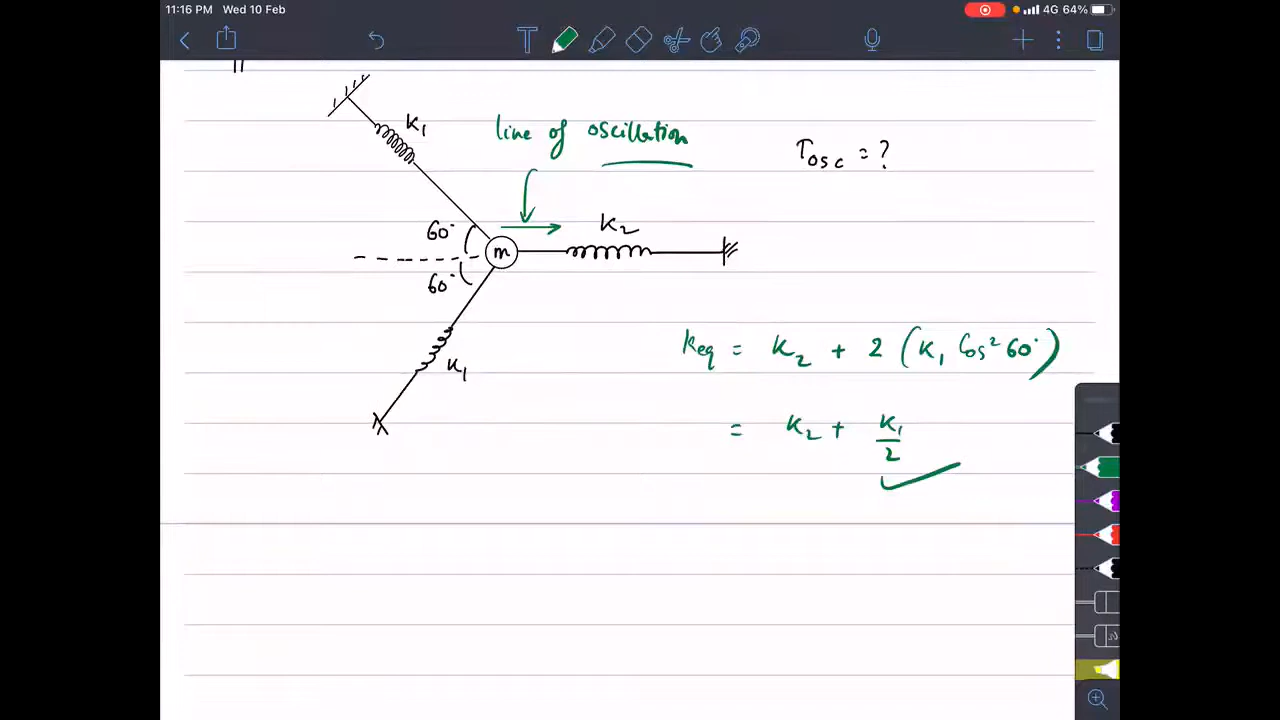 11:16 PM Wed 10 Feb
4G 64%
K₁
line of oscillation
Tosc = ?
60°
m
K₂
60°
K₁
Keq = K₂ + 2 (K₁ Cos² 60°)
= K₂ + K₁/2